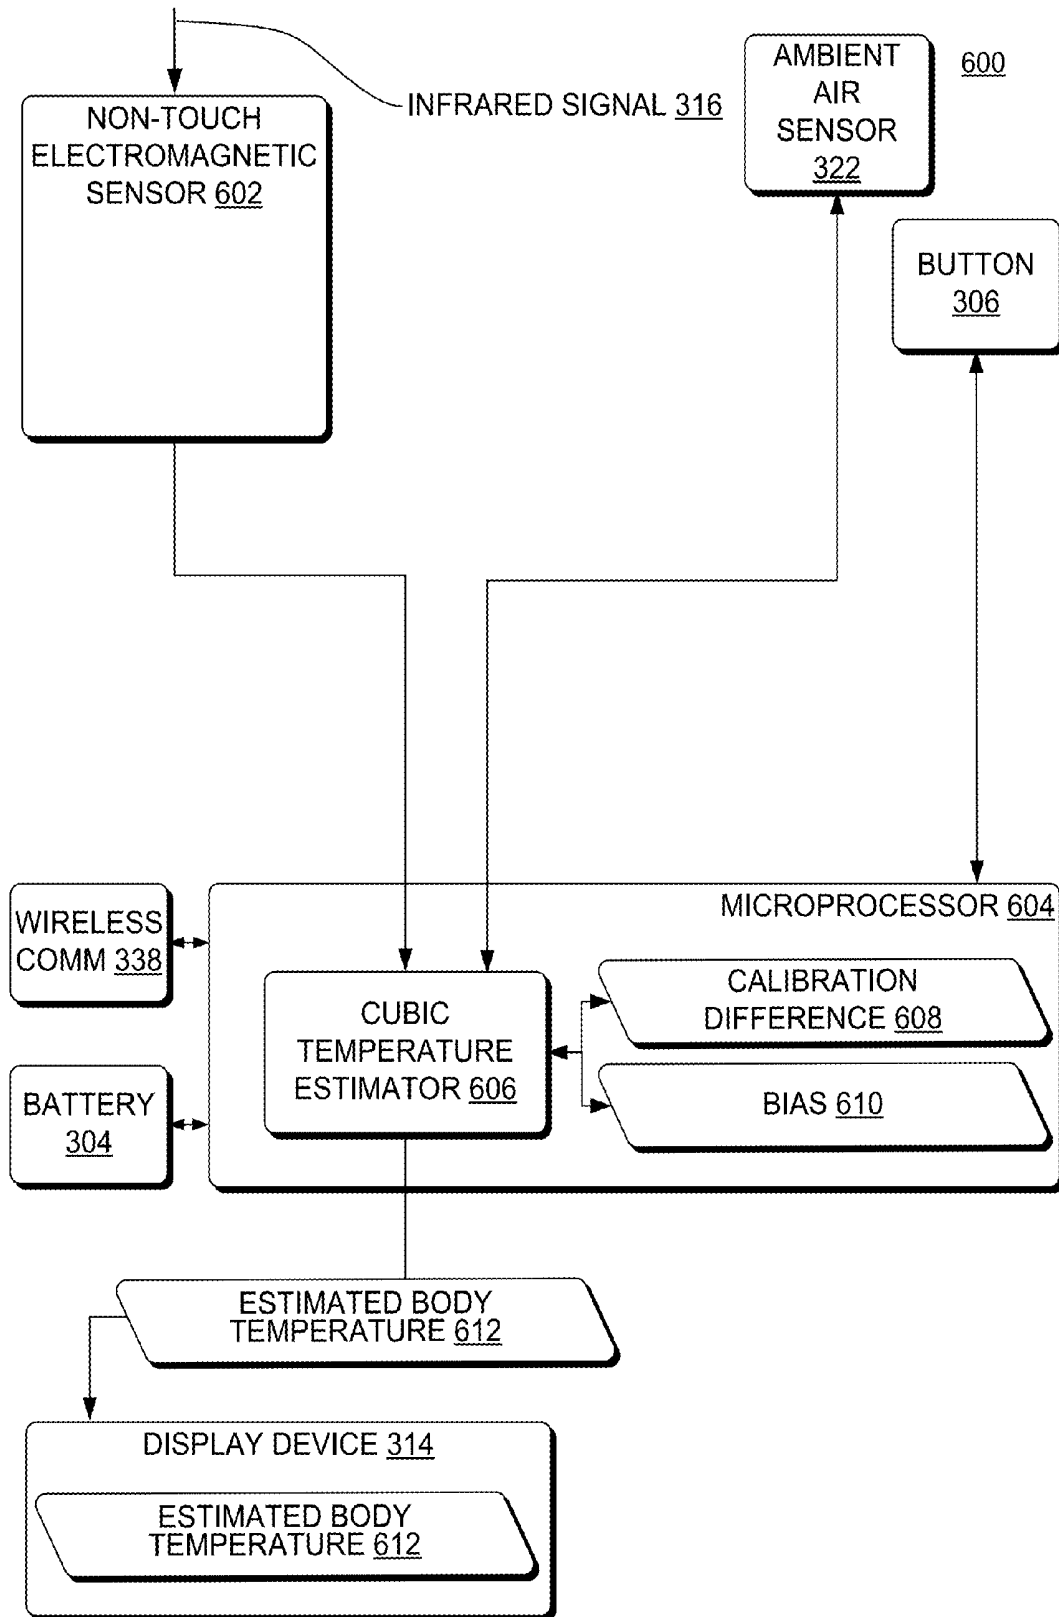 NON-TOUCH
ELECTROMAGNETIC
SENSOR 602
INFRARED SIGNAL 316
AMBIENT
AIR
SENSOR
322
600
BUTTON
306
WIRELESS
COMM 338
BATTERY
304
MICROPROCESSOR 604
CUBIC
TEMPERATURE
ESTIMATOR 606
CALIBRATION
DIFFERENCE 608
BIAS 610
ESTIMATED BODY
TEMPERATURE 612
DISPLAY DEVICE 314
ESTIMATED BODY
TEMPERATURE 612